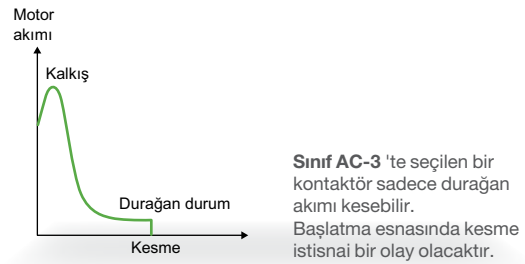 Motor
akımı
Kalkış
Durağan durum
Kesme
Sınıf AC-3 'te seçilen bir
kontaktör sadece durağan
akımı kesebilir.
Başlatma esnasında kesme
istisnai bir olay olacaktır.